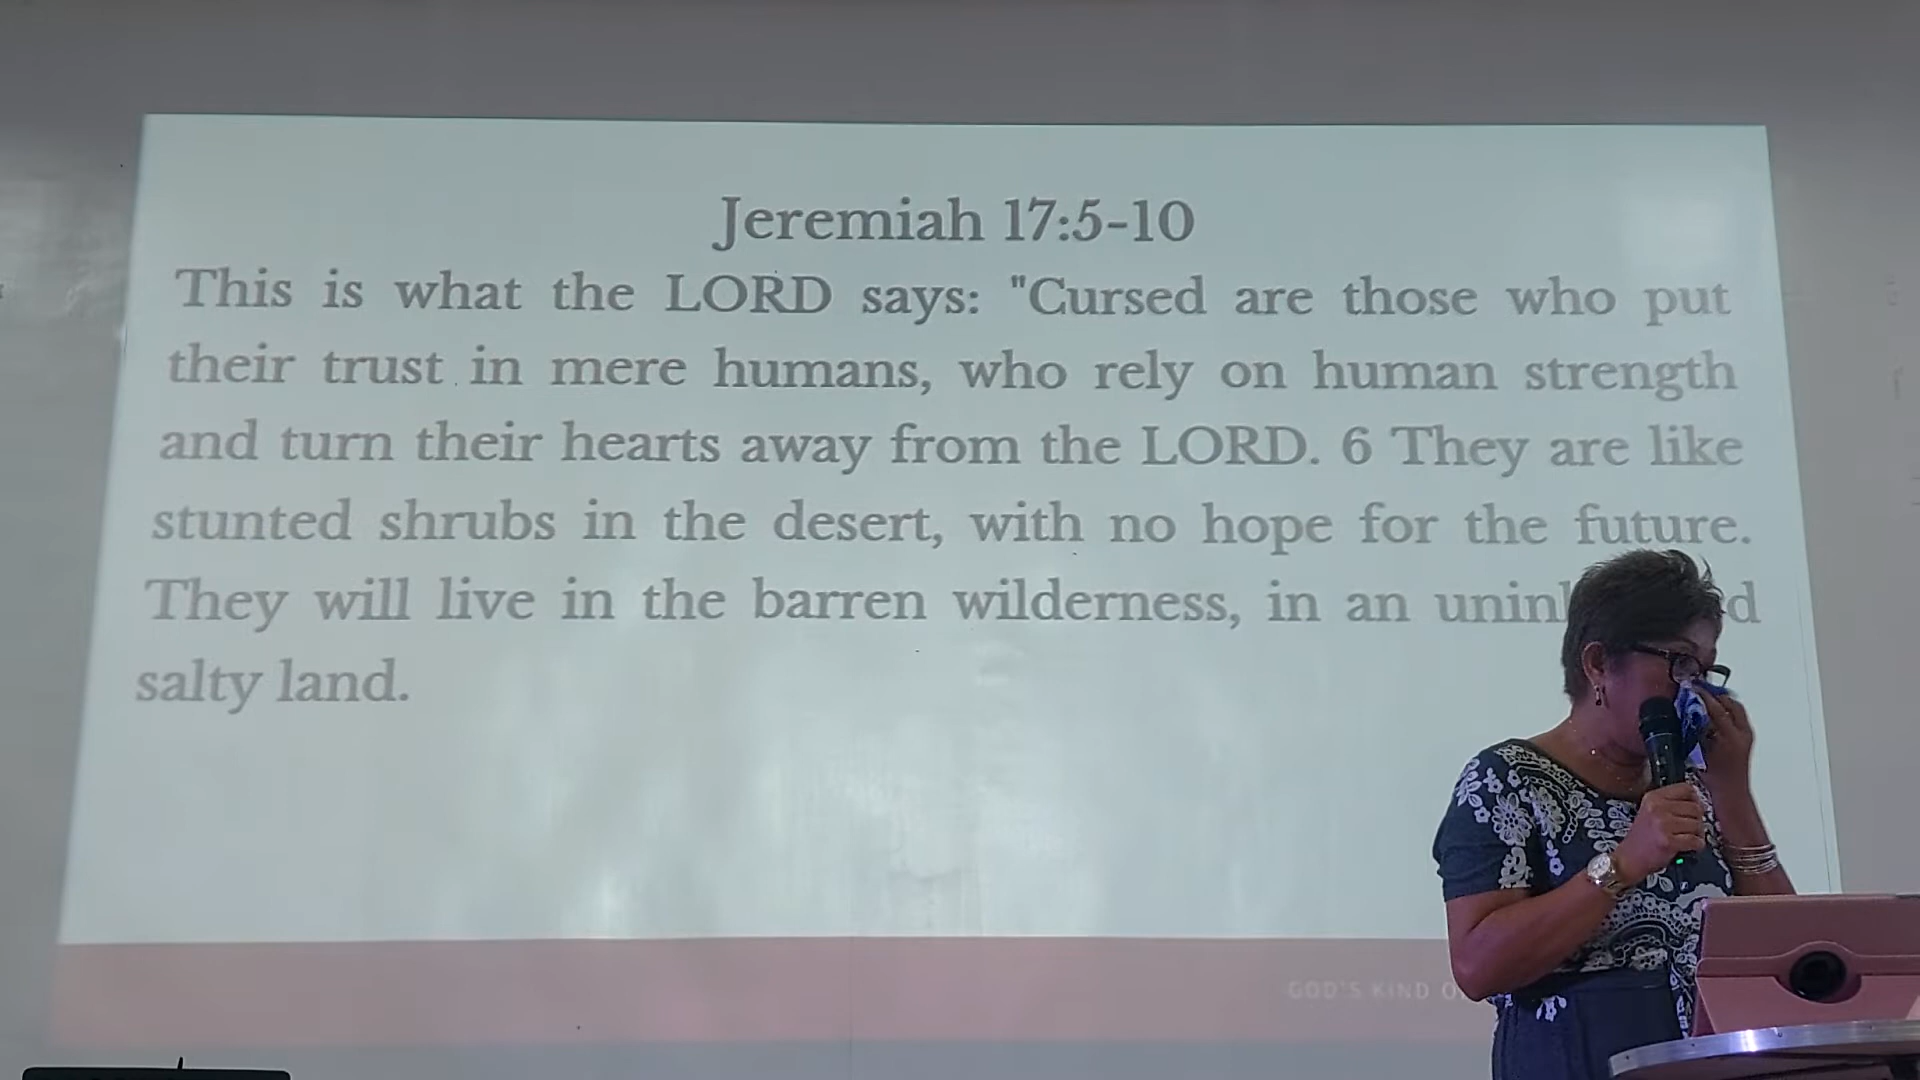 Jeremiah 17:5-10
This is what the LORD says: "Cursed are those who put
their trust in mere humans, who rely on human strength
and turn their hearts away from the LORD. 6 They are like
stunted shrubs in the desert, with no hope for the future.
They will live in the barren wilderness, in an
salty land.
GOD'S KIND